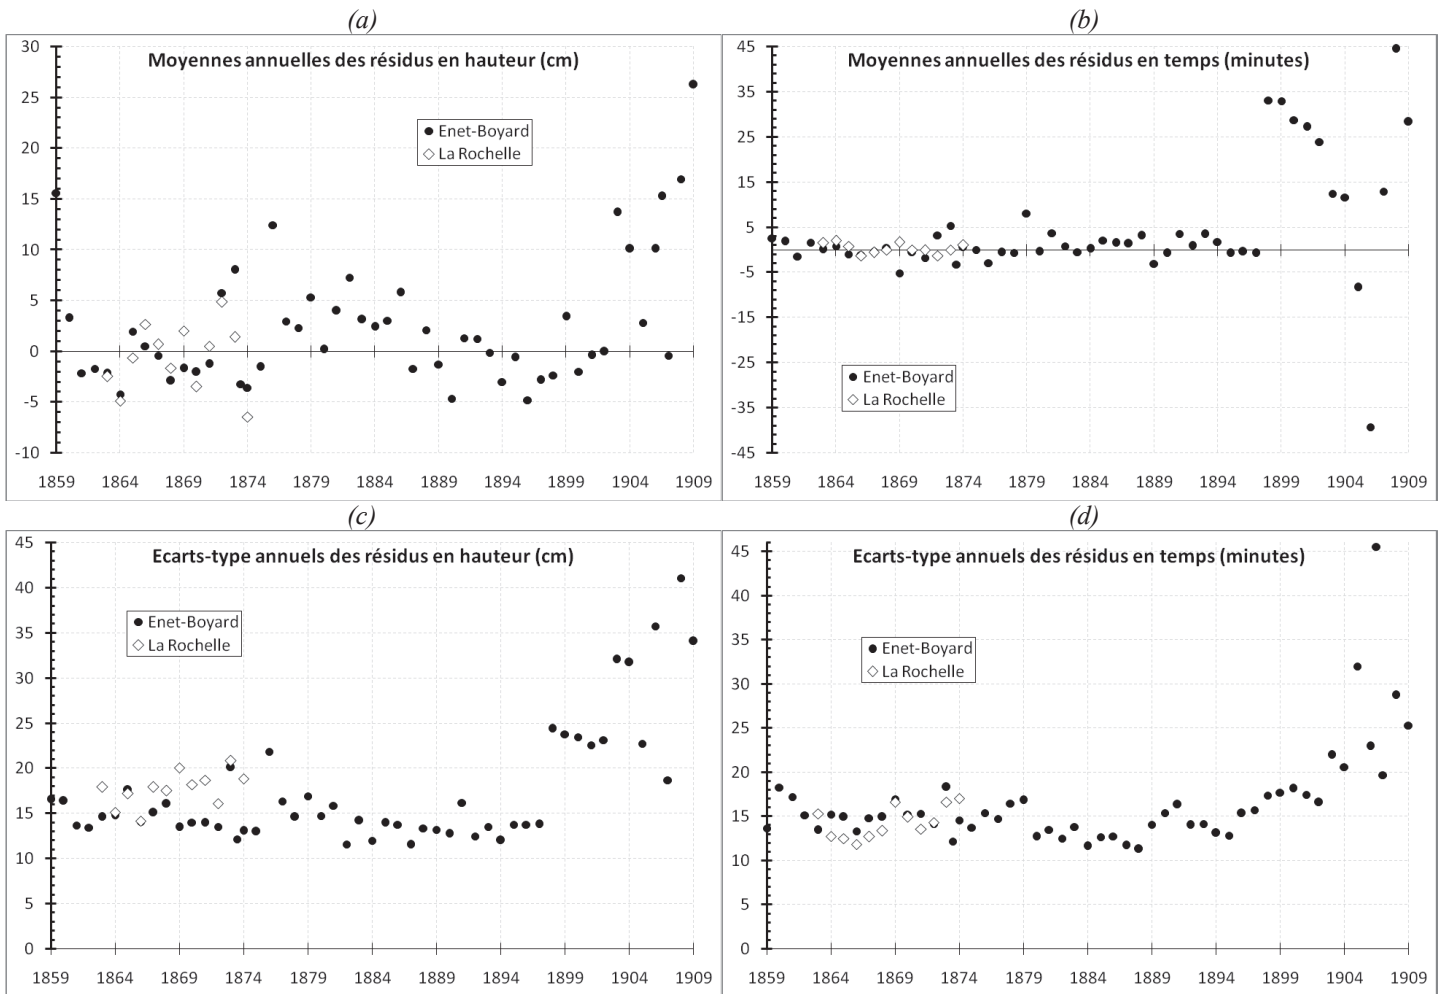 (a)
Moyennes annuelles des résidus en hauteur (cm)
30
25
20
15
10
5
0
-5
-10
Enet-Boyard
La Rochelle
1859 1864 1869 1874 1879 1884 1889 1894 1899 1904 1909
(b)
Moyennes annuelles des résidus en temps (minutes)
45
35
25
15
5
-5
-15
-25
-35
-45
Enet-Boyard
La Rochelle
1859 1864 1869 1874 1879 1884 1889 1894 1899 1904 1909
(c)
Ecarts-type annuels des résidus en hauteur (cm)
45
40
35
30
25
20
15
10
5
0
Enet-Boyard
La Rochelle
1859 1864 1869 1874 1879 1884 1889 1894 1899 1904 1909
(d)
Ecarts-type annuels des résidus en temps (minutes)
45
40
35
30
25
20
15
10
5
0
Enet-Boyard
La Rochelle
1859 1864 1869 1874 1879 1884 1889 1894 1899 1904 1909